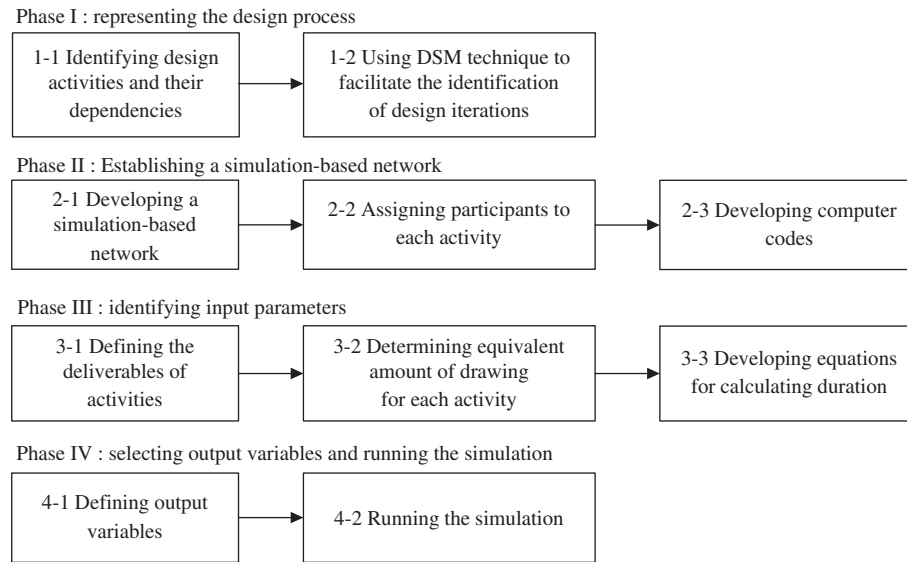 Phase I : representing the design process
1-1 Identifying design
activities and their
dependencies
1-2 Using DSM technique to
facilitate the identification
of design iterations
Phase II : Establishing a simulation-based network
2-1 Developing a
simulation-based
network
2-2 Assigning participants to
each activity
2-3 Developing computer
codes
Phase III : identifying input parameters
3-1 Defining the
deliverables of
activities
3-2 Determining equivalent
amount of drawing
for each activity
3-3 Developing equations
for calculating duration
Phase IV : selecting output variables and running the simulation
4-1 Defining output
variables
4-2 Running the simulation